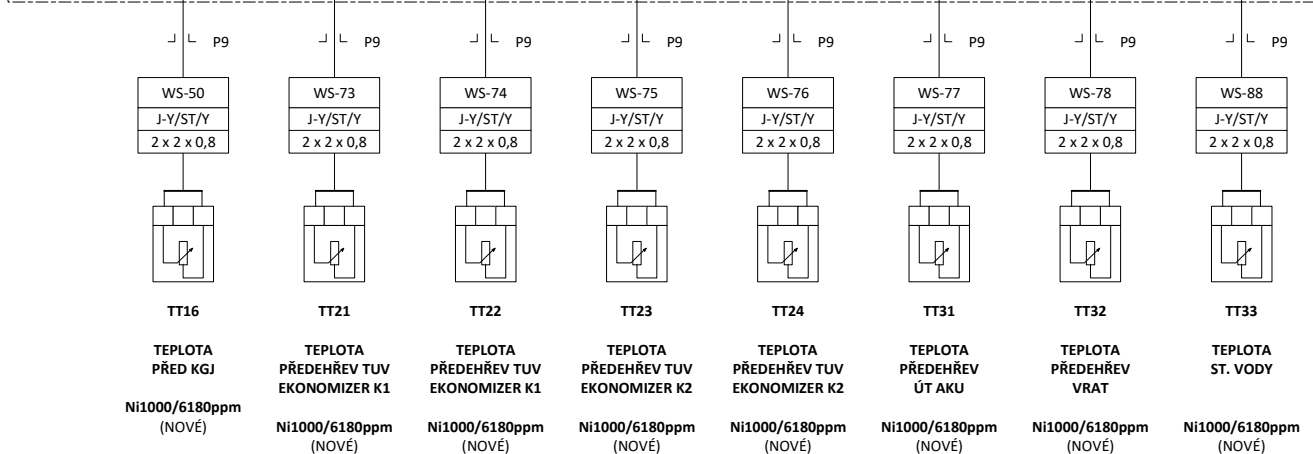 P9 P9 P9 P9 P9 P9 P9 P9
WS-50 WS-73 WS-74 WS-75 WS-76 WS-77 WS-78 WS-88
J-Y/ST/Y J-Y/ST/Y J-Y/ST/Y J-Y/ST/Y J-Y/ST/Y J-Y/ST/Y J-Y/ST/Y J-Y/ST/Y
2 x 2 x 0,8 2 x 2 x 0,8 2 x 2 x 0,8 2 x 2 x 0,8 2 x 2 x 0,8 2 x 2 x 0,8 2 x 2 x 0,8 2 x 2 x 0,8
TT16 TT21 TT22 TT23 TT24 TT31 TT32 TT33
TEPLOTA TEPLOTA TEPLOTA TEPLOTA TEPLOTA TEPLOTA TEPLOTA TEPLOTA
PŘED KGJ PŘEDEHŘEV TUV PŘEDEHŘEV TUV PŘEDEHŘEV TUV PŘEDEHŘEV TUV PŘEDEHŘEV PŘEDEHŘEV ST. VODY
EKONOMIZER K1 EKONOMIZER K1 EKONOMIZER K2 EKONOMIZER K2 ÚT AKU VRAT
Ni1000/6180ppm
(NOVÉ) Ni1000/6180ppm Ni1000/6180ppm Ni1000/6180ppm Ni1000/6180ppm Ni1000/6180ppm Ni1000/6180ppm Ni1000/6180ppm
(NOVÉ) (NOVÉ) (NOVÉ) (NOVÉ) (NOVÉ) (NOVÉ) (NOVÉ)